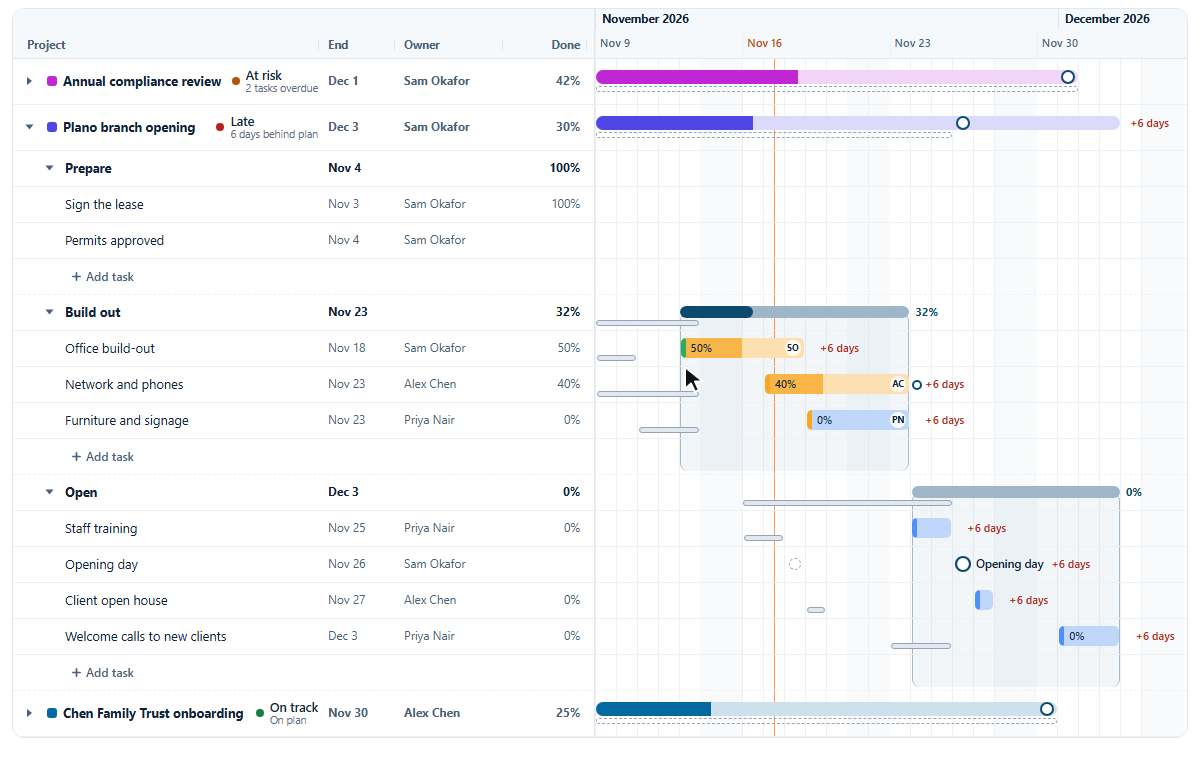 November 2026
December 2026
Project
End
Owner
Done
Nov 9
Nov 16
Nov 23
Nov 30
Annual compliance review
At risk
2 tasks overdue
Dec 1
Sam Okafor
42%
Plano branch opening
Late
6 days behind plan
Dec 3
Sam Okafor
30%
+6 days
Prepare
Nov 4
100%
Sign the lease
Nov 3
Sam Okafor
100%
Permits approved
Nov 4
Sam Okafor
+ Add task
Build out
Nov 23
32%
32%
Office build-out
Nov 18
Sam Okafor
50%
50%
SO
+6 days
Network and phones
Nov 23
Alex Chen
40%
40%
AC
+6 days
Furniture and signage
Nov 23
Priya Nair
0%
0%
PN
+6 days
+ Add task
Open
Dec 3
0%
0%
Staff training
Nov 25
Priya Nair
0%
+6 days
Opening day
Nov 26
Sam Okafor
Opening day
+6 days
Client open house
Nov 27
Alex Chen
0%
+6 days
Welcome calls to new clients
Dec 3
Priya Nair
0%
0%
+6 days
+ Add task
Chen Family Trust onboarding
On track
On plan
Nov 30
Alex Chen
25%